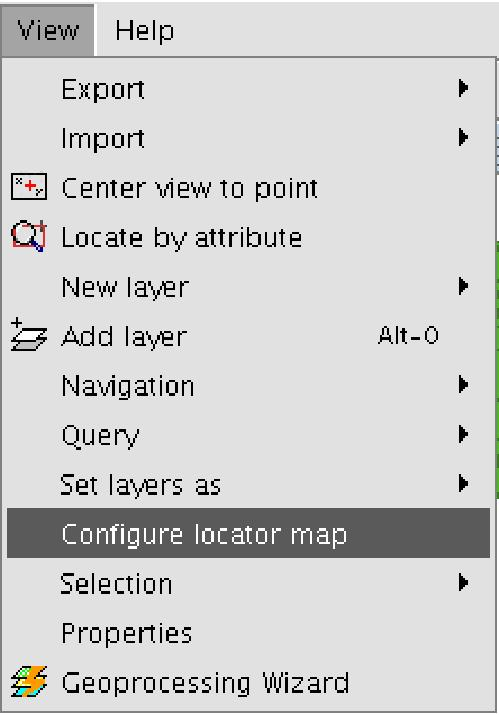 View Help
Export
Import
Center view to point
Locate by attribute
New layer
Add layer Alt-O
Navigation
Query
Set layers as
Configure locator map
Selection
Properties
Geoprocessing Wizard